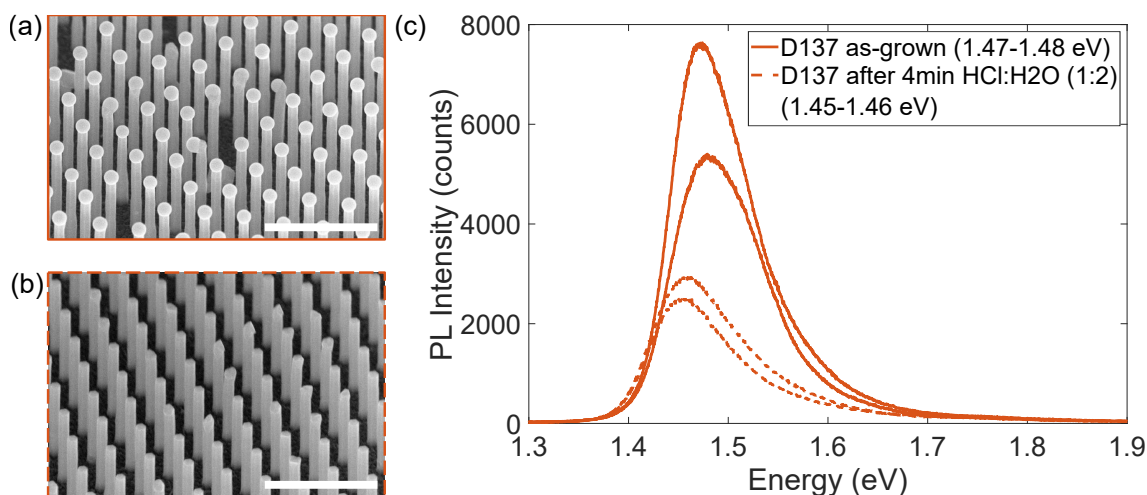 (a)
(b)
(c)
8000
6000
4000
2000
0
PL Intensity (counts)
D137 as-grown (1.47-1.48 eV)
D137 after 4min HCl:H2O (1:2)
(1.45-1.46 eV)
1.3 1.4 1.5 1.6 1.7 1.8 1.9
Energy (eV)